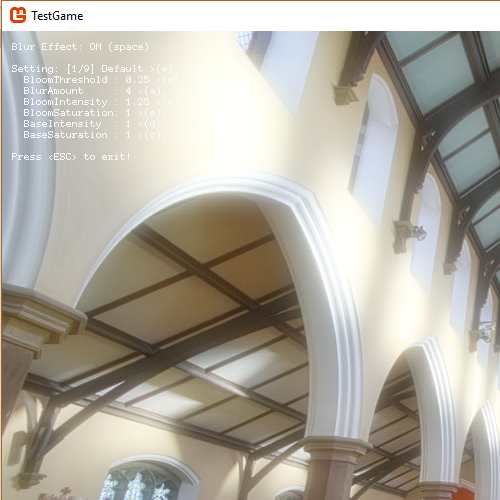 TestGame
Blur Effect: ON (space)
Setting: [1/9] Default >(+)
BloomThreshold : 0.25 >(q)
BlurAmount : 4 >(a)
BloomIntensity : 1.25 >
BloomSaturation: 1 >(s)
BaseIntensity : 1 >(d)
BaseSaturation : 1 >(c)
Press <ESC> to exit!